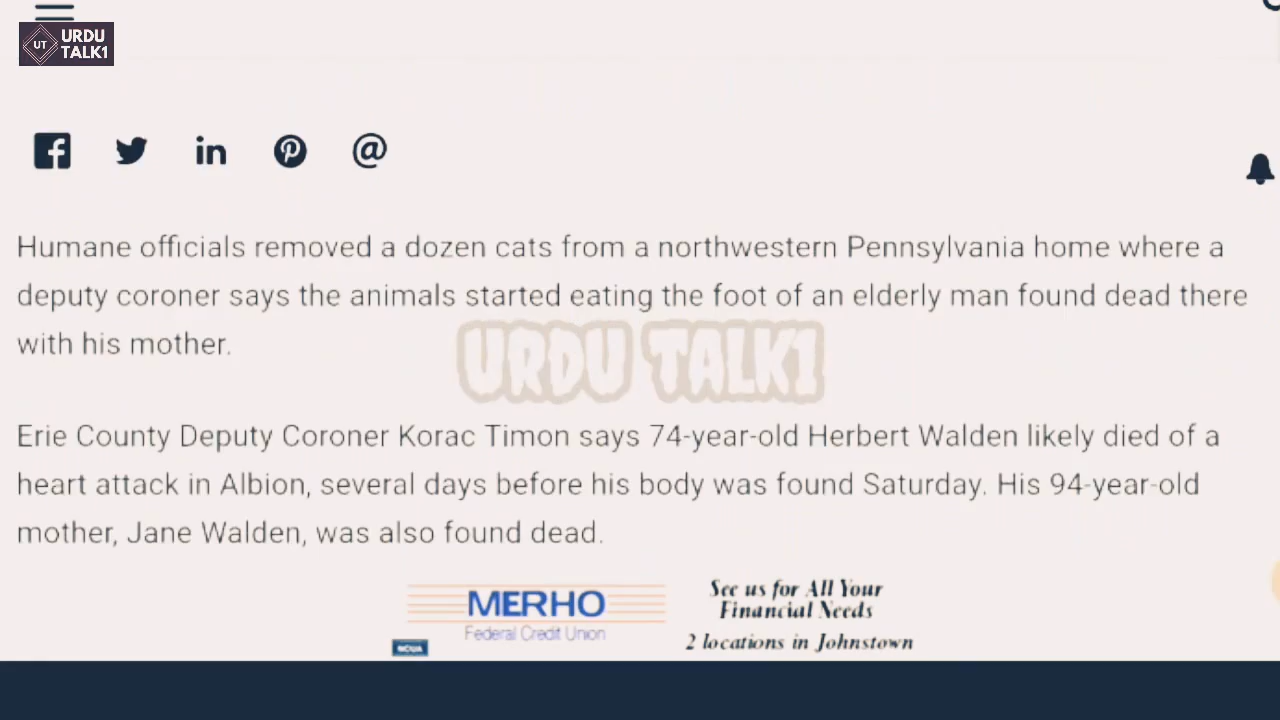 UT
URDU
TALK1
Humane officials removed a dozen cats from a northwestern Pennsylvania home where a
deputy coroner says the animals started eating the foot of an elderly man found dead there
with his mother.
URDU TALK1
Erie County Deputy Coroner Korac Timon says 74-year-old Herbert Walden likely died of a
heart attack in Albion, several days before his body was found Saturday. His 94-year-old
mother, Jane Walden, was also found dead.
MERHO
Federal Credit Union
NCUA
See us for All Your
Financial Needs
2 locations in Johnstown